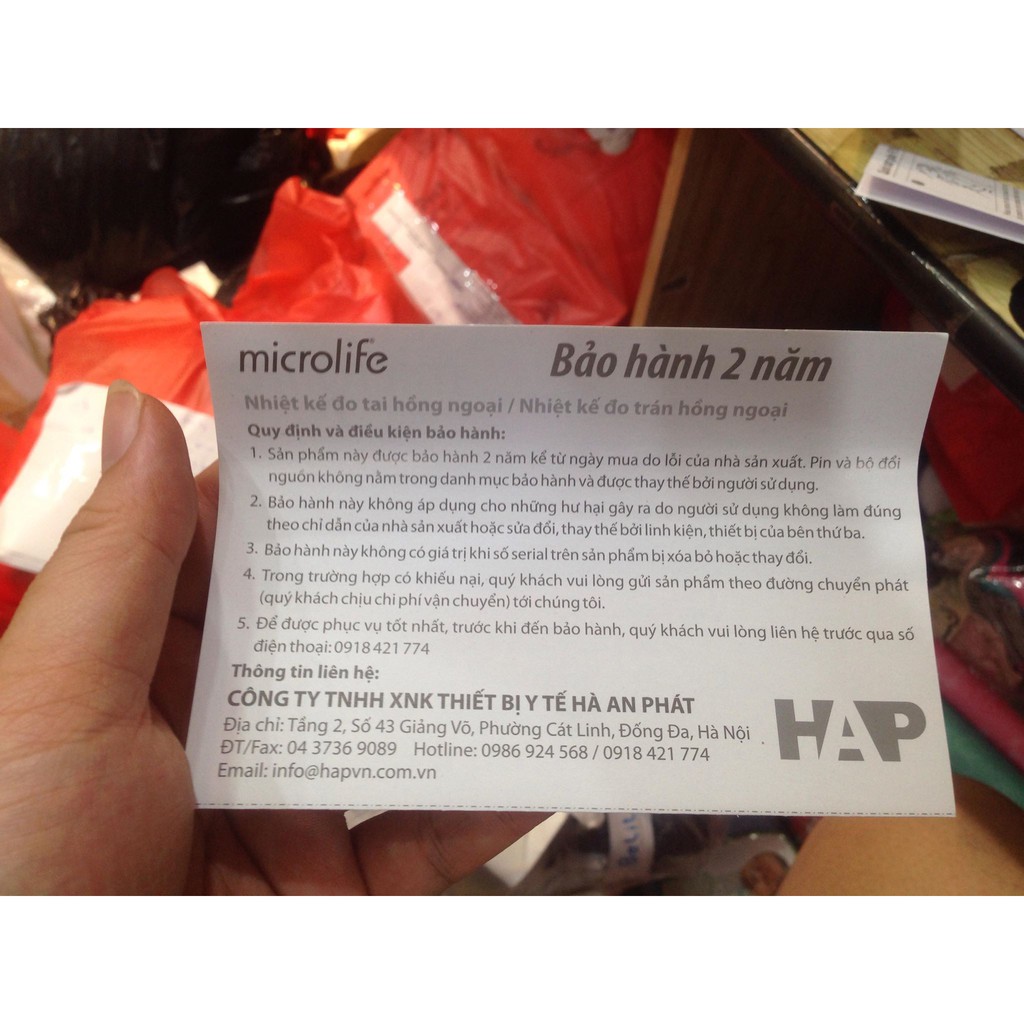 microlife
Bảo hành 2 năm
Nhiệt kế đo tai hồng ngoại / Nhiệt kế đo trán hồng ngoại
Quy định và điều kiện bảo hành:
1. Sản phẩm này được bảo hành 2 năm kể từ ngày mua do lỗi của nhà sản xuất. Pin và bộ đổi
nguồn không nằm trong danh mục bảo hành và được thay thế bởi người sử dụng.
2. Bảo hành này không áp dụng cho những hư hại gây ra do người sử dụng không làm đúng
theo chỉ dẫn của nhà sản xuất hoặc sửa đổi, thay thế bởi linh kiện, thiết bị của bên thứ ba.
3. Bảo hành này không có giá trị khi số serial trên sản phẩm bị xóa bỏ hoặc thay đổi.
4. Trong trường hợp có khiếu nại, quý khách vui lòng gửi sản phẩm theo đường chuyển phát
(quý khách chịu chi phí vận chuyển) tới chúng tôi.
5. Để được phục vụ tốt nhất, trước khi đến bảo hành, quý khách vui lòng liên hệ trước qua số
điện thoại: 0918 421 774
Thông tin liên hệ:
CÔNG TY TNHH XNK THIẾT BỊ Y TẾ HÀ AN PHÁT
Địa chỉ: Tầng 2, Số 43 Giảng Võ, Phường Cát Linh, Đống Đa, Hà Nội
ĐT/Fax: 04 3736 9089 Hotline: 0986 924 568 / 0918 421 774
Email: info@hapvn.com.vn
HAP